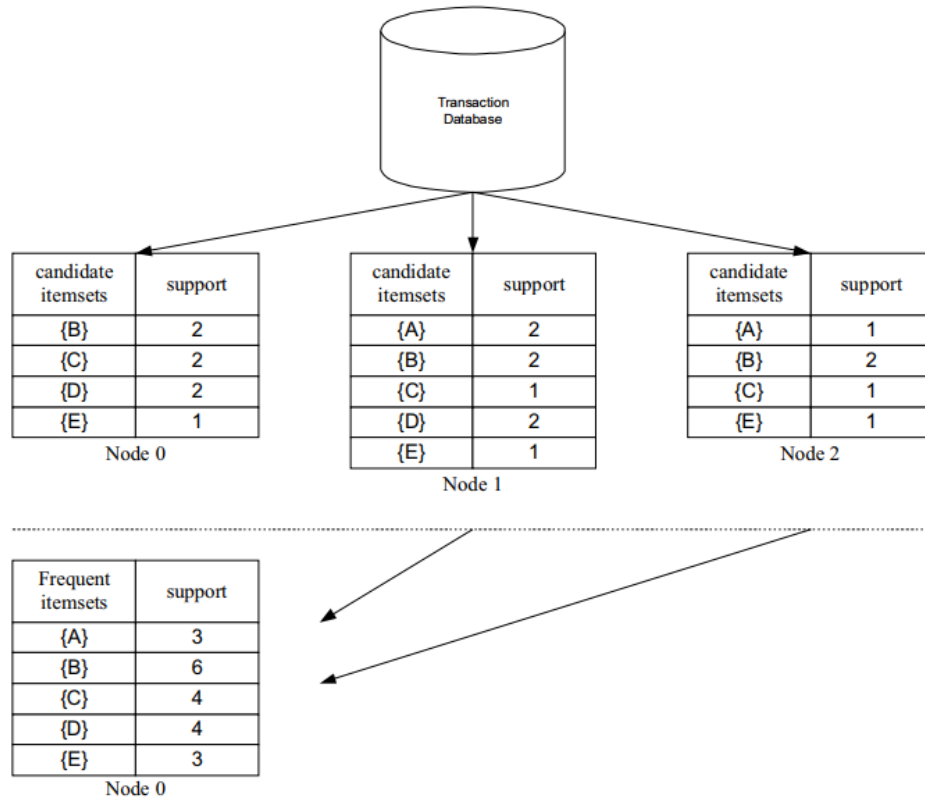 Transaction
Database
candidate
itemsets
support
{B}
2
{C}
2
{D}
2
{E}
1
Node 0
candidate
itemsets
support
{A}
2
{B}
2
{C}
1
{D}
2
{E}
1
Node 1
candidate
itemsets
support
{A}
1
{B}
2
{C}
1
{E}
1
Node 2
Frequent
itemsets
support
{A}
3
{B}
6
{C}
4
{D}
4
{E}
3
Node 0